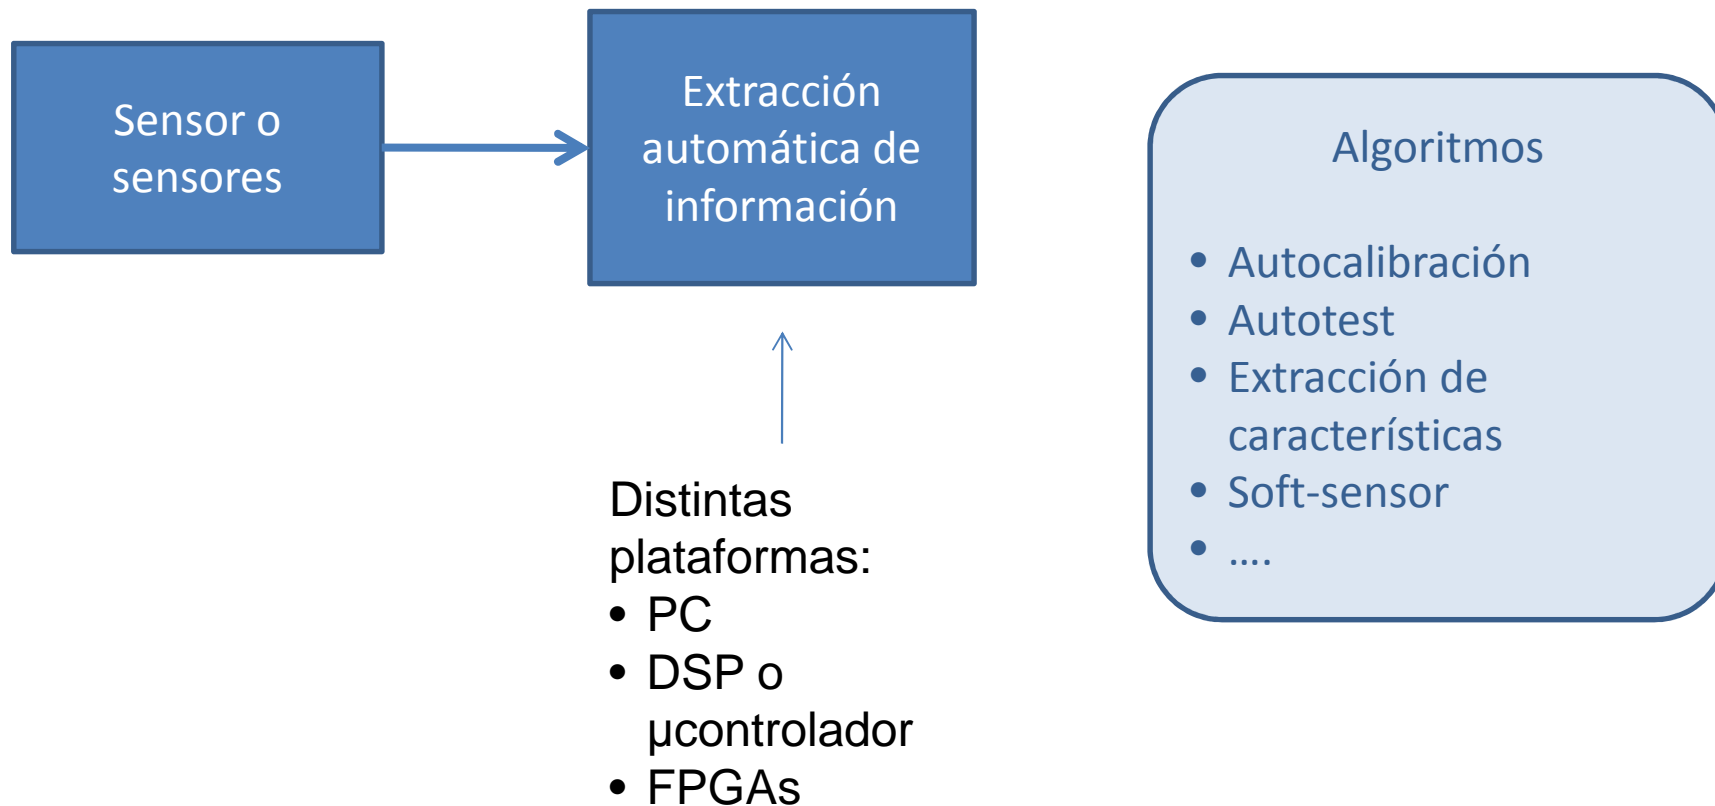 Sensor o
sensores
Extracción
automática de
información
Distintas
plataformas:
• PC
• DSP o
µcontrolador
• FPGAs
Algoritmos
• Autocalibración
• Autotest
• Extracción de
características
• Soft-sensor
• ....